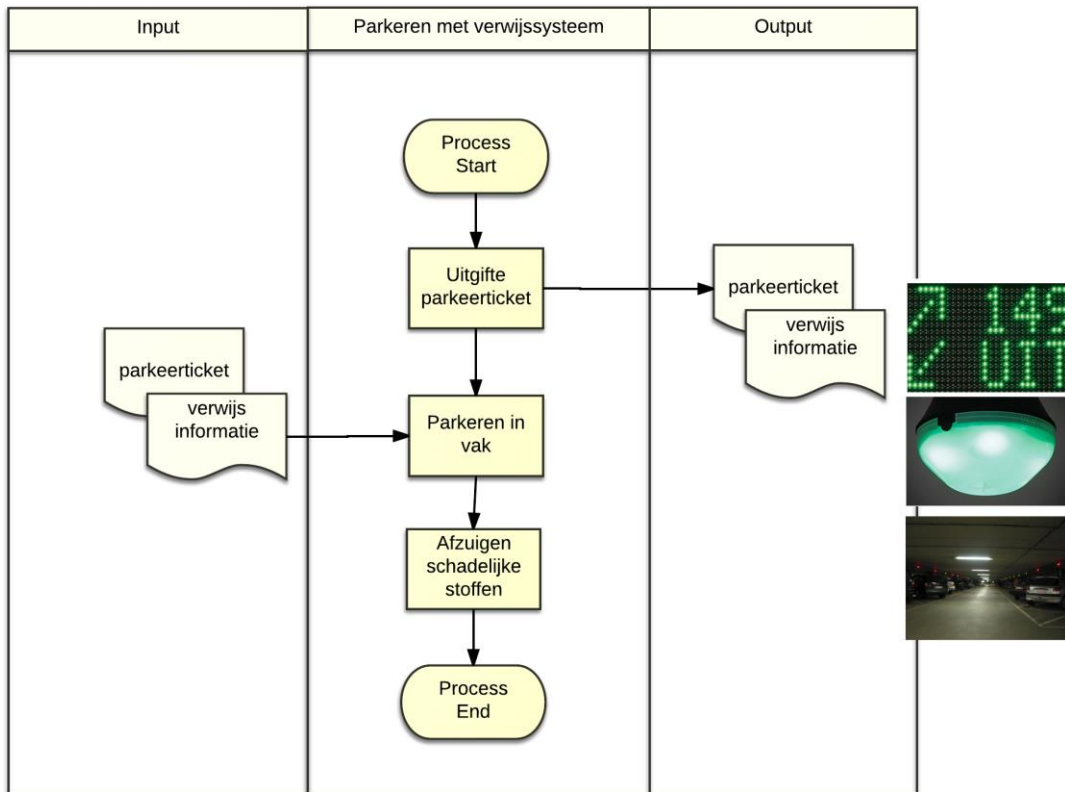 Input
Parkeren met verwijssysteem
Output
Process
Start
Uitgifte
parkeerticket
parkeerticket
verwijs
informatie
parkeerticket
verwijs
informatie
Parkeren in
vak
Afzuigen
schadelijke
stoffen
Process
End
149
UIT